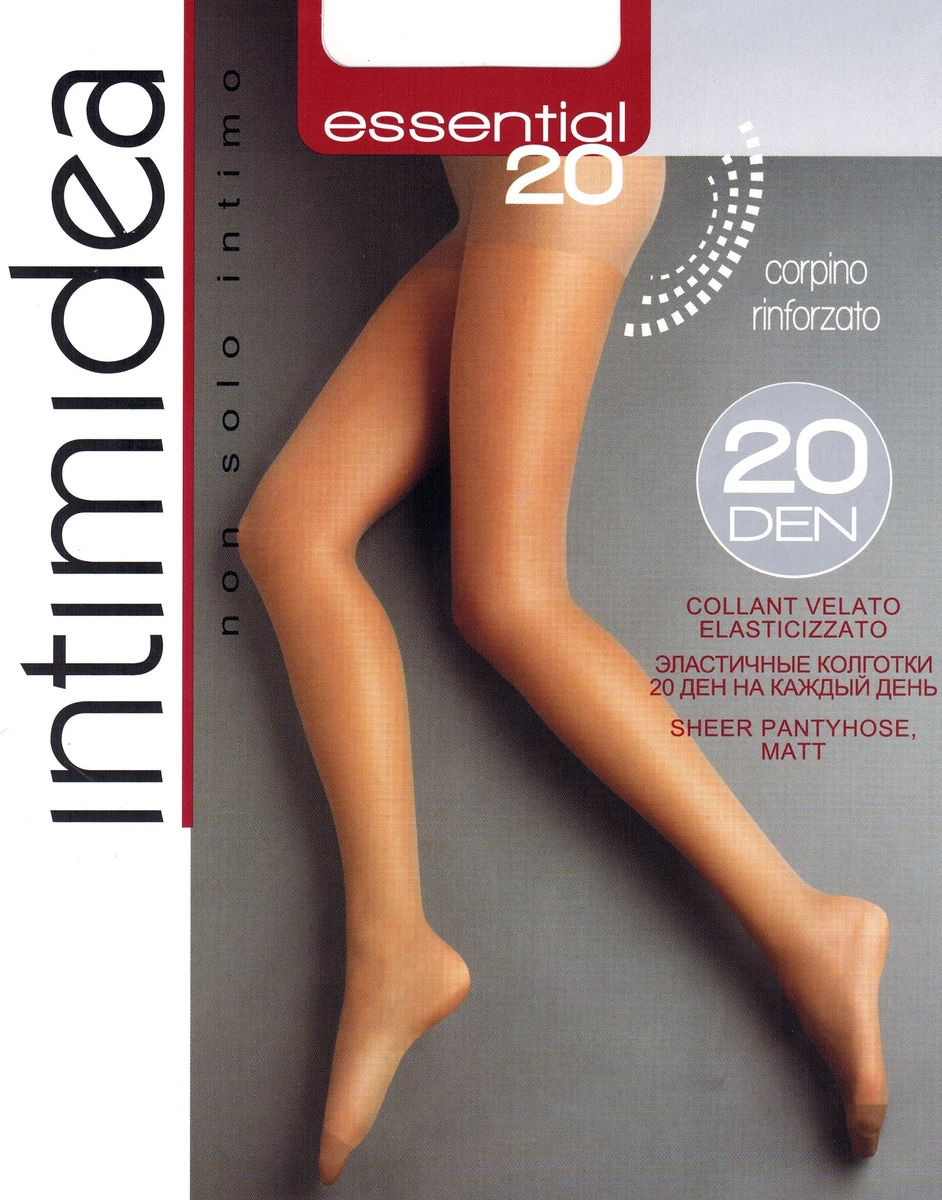 intimidea
non solo intimo
essential
20
corpino
rinforzato
20
DEN
COLLANT VELATO
ELASTICIZZATO
ЭЛАСТИЧНЫЕ КОЛГОТКИ
20 ДЕН НА КАЖДЫЙ ДЕНЬ
SHEER PANTYHOSE,
MATT